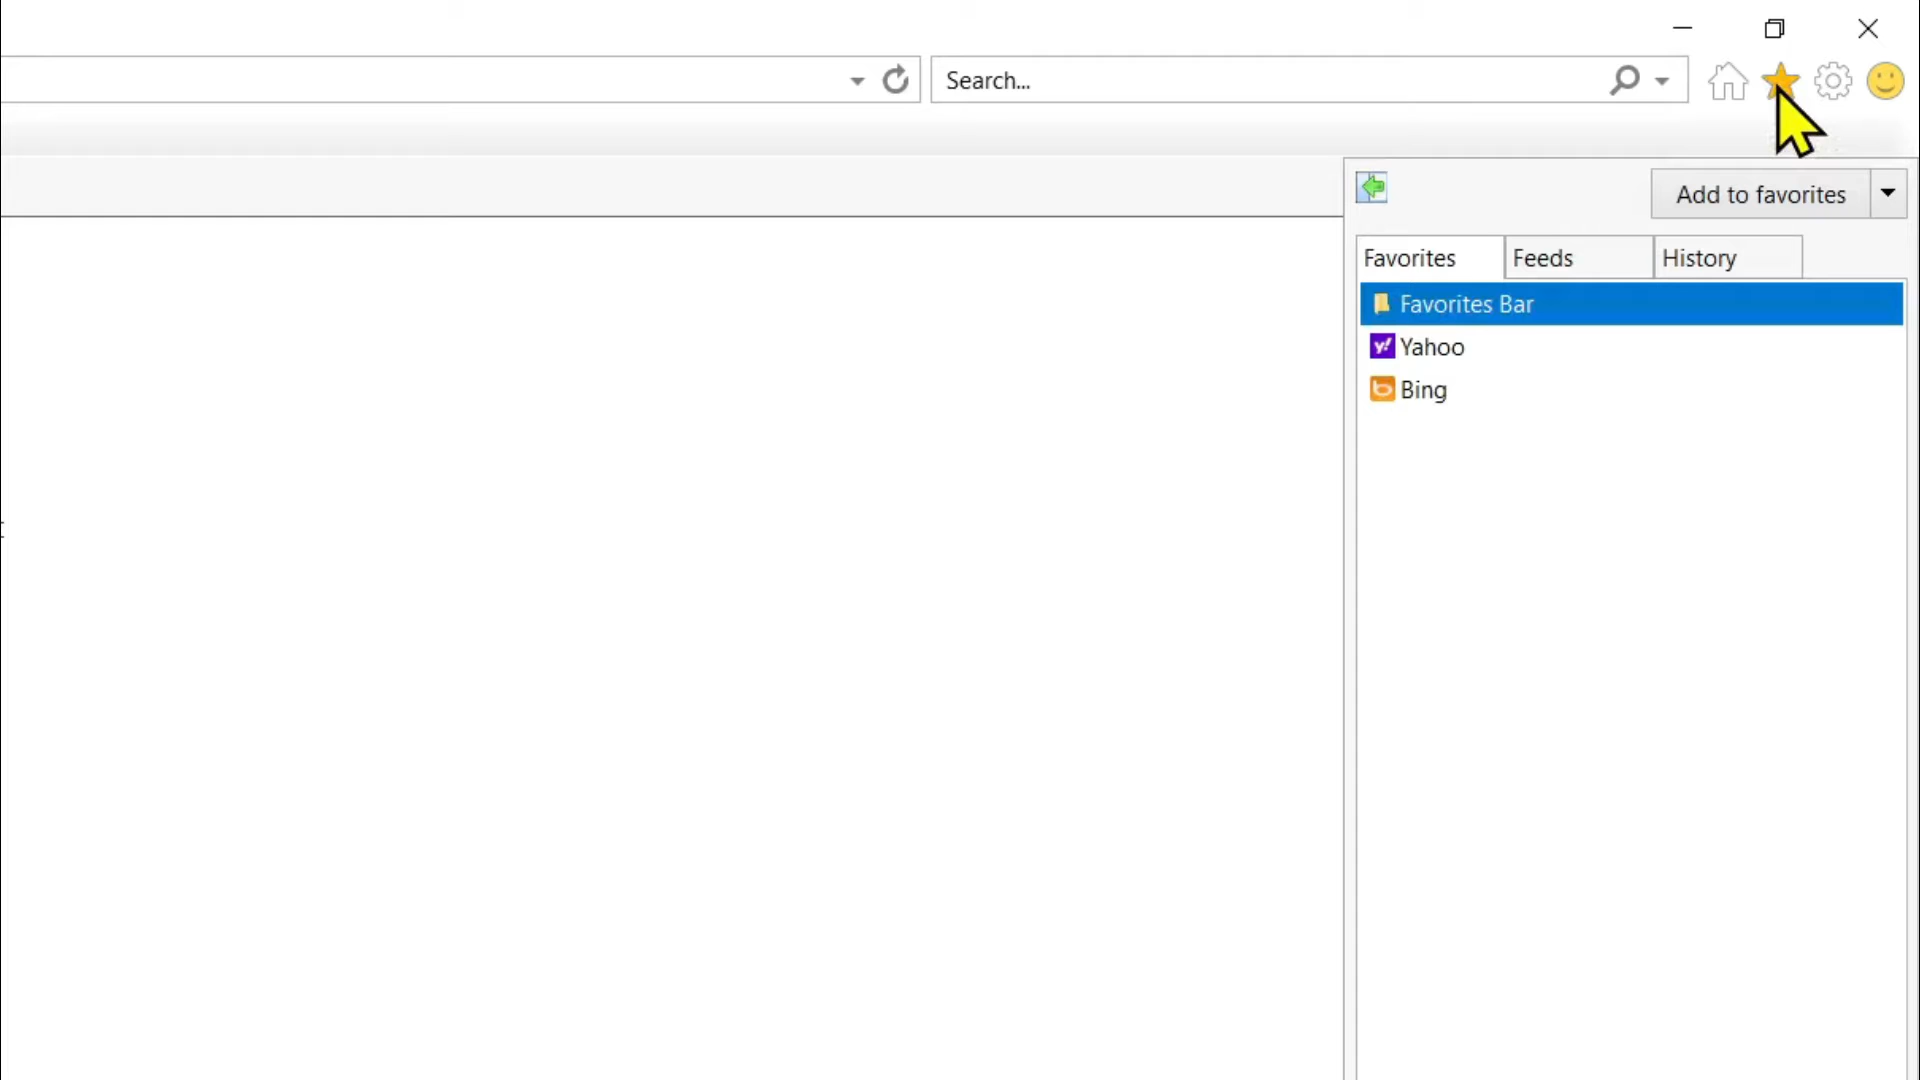 Search...
Add to favorites
Favorites
Feeds
History
Favorites Bar
Yahoo
Bing